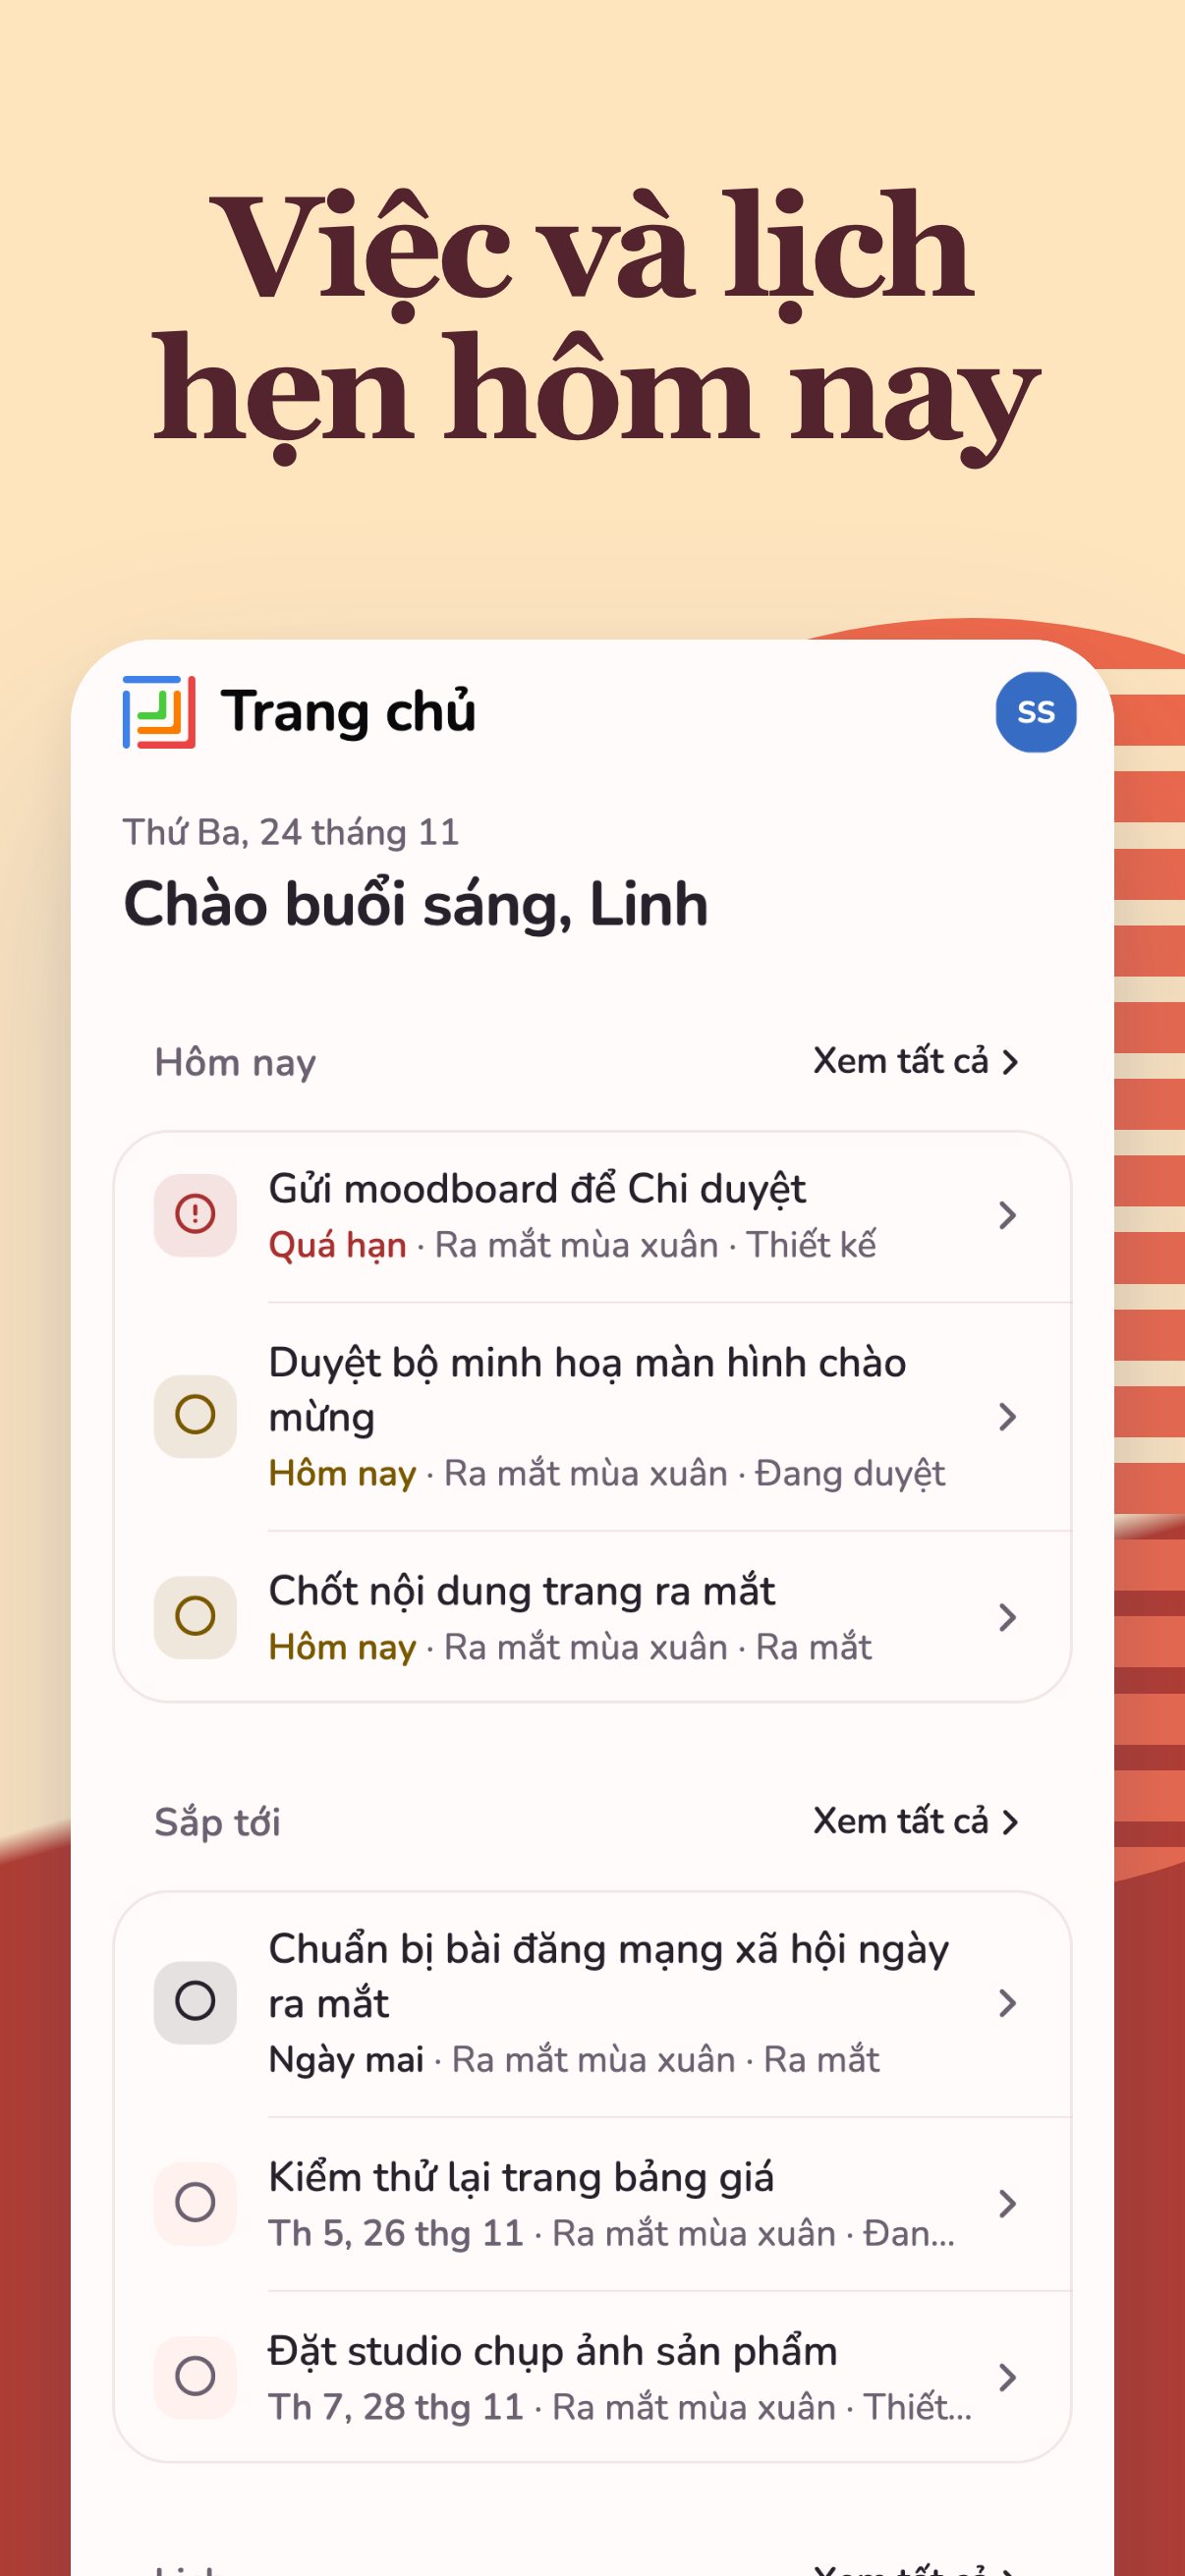 Việc và lịch
hẹn hôm nay
Trang chủ
SS
Thứ Ba, 24 tháng 11
Chào buổi sáng, Linh
Hôm nay
Xem tất cả
Gửi moodboard để Chi duyệt
Quá hạn · Ra mắt mùa xuân · Thiết kế
Duyệt bộ minh hoạ màn hình chào
mừng
Hôm nay · Ra mắt mùa xuân · Đang duyệt
Chốt nội dung trang ra mắt
Hôm nay · Ra mắt mùa xuân · Ra mắt
Sắp tới
Xem tất cả
Chuẩn bị bài đăng mạng xã hội ngày
ra mắt
Ngày mai · Ra mắt mùa xuân · Ra mắt
Kiểm thử lại trang bảng giá
Th 5, 26 thg 11 · Ra mắt mùa xuân · Đan...
Đặt studio chụp ảnh sản phẩm
Th 7, 28 thg 11 · Ra mắt mùa xuân · Thiết...
Xem tất cả